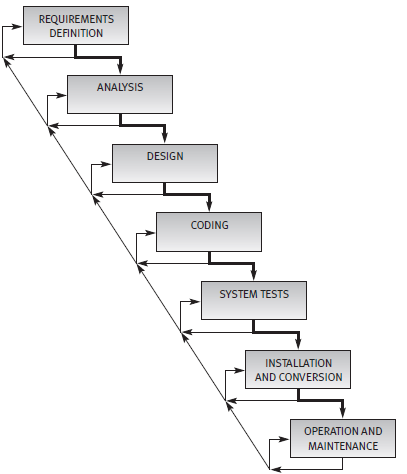 REQUIREMENTS
DEFINITION
ANALYSIS
DESIGN
CODING
SYSTEM TESTS
INSTALLATION
AND CONVERSION
OPERATION AND
MAINTENANCE